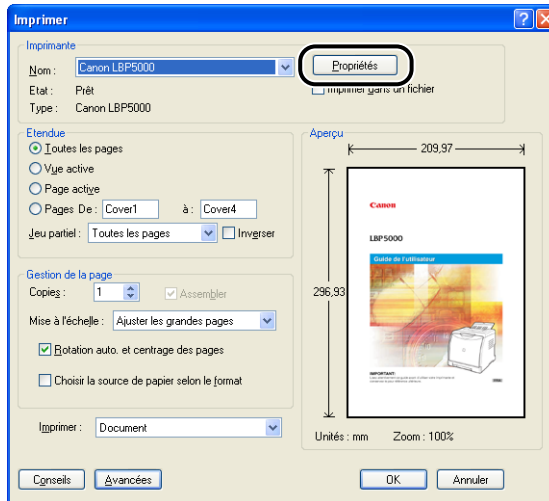 Imprimer
Imprimante
Nom : Canon LBP5000 Propriétés
Etat : Prêt Imprimer dans un fichier
Type : Canon LBP5000
Etendue
Toutes les pages
Vue active
Page active
Pages De : Cover1 à : Cover4
Jeu partiel : Toutes les pages Inverser
Gestion de la page
Copies : 1 Assembler
Mise à l'échelle : Ajuster les grandes pages
Rotation auto. et centrage des pages
Choisir la source de papier selon le format
Imprimer : Document
Aperçu
209,97
296,93
Canon
LBP5000
Guide de l'utilisateur
IMPORTANT:
Unités : mm Zoom : 100%
Conseils Avancées OK Annuler